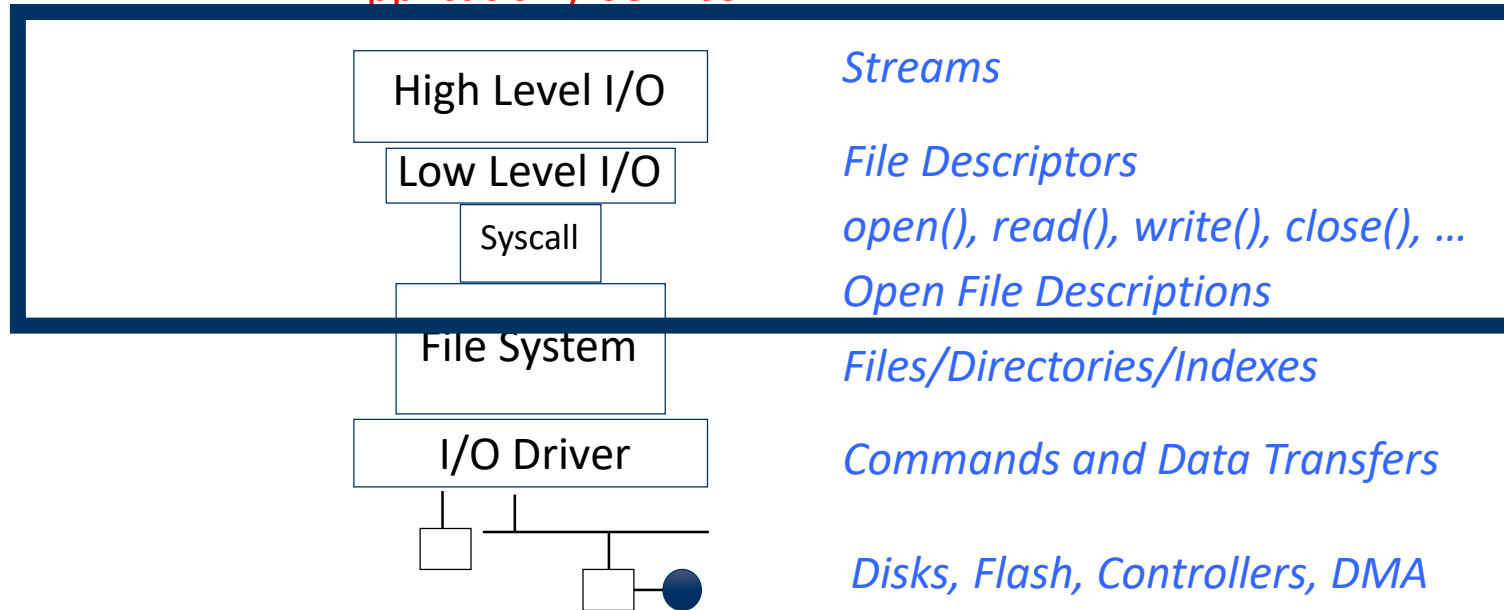 High Level I/O
Streams
Low Level I/O
File Descriptors
Syscall
open(), read(), write(), close(), …
Open File Descriptions
File System
Files/Directories/Indexes
I/O Driver
Commands and Data Transfers
Disks, Flash, Controllers, DMA